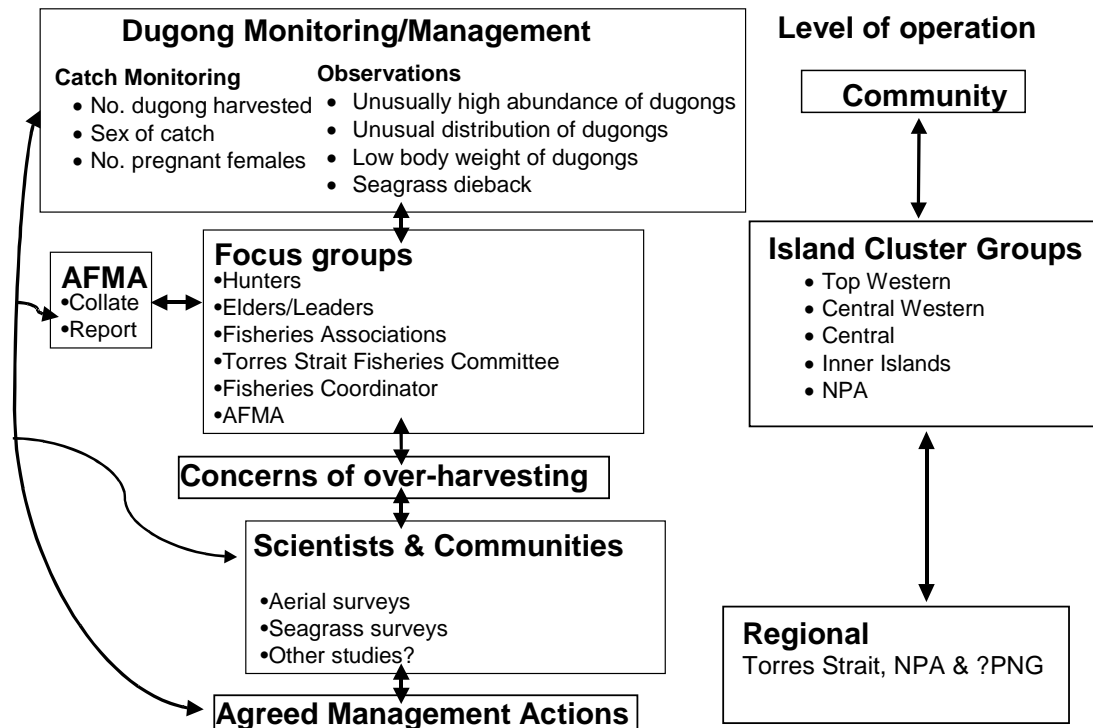 Dugong Monitoring/Management
Catch Monitoring
• No. dugong harvested
• Sex of catch
• No. pregnant females
Observations
• Unusually high abundance of dugongs
• Unusual distribution of dugongs
• Low body weight of dugongs
• Seagrass dieback
AFMA
•Collate
•Report
Focus groups
•Hunters
•Elders/Leaders
•Fisheries Associations
•Torres Strait Fisheries Committee
•Fisheries Coordinator
•AFMA
Concerns of over-harvesting
Scientists & Communities
•Aerial surveys
•Seagrass surveys
•Other studies?
Agreed Management Actions
Level of operation
Community
Island Cluster Groups
• Top Western
• Central Western
• Central
• Inner Islands
• NPA
Regional
Torres Strait, NPA & ?PNG